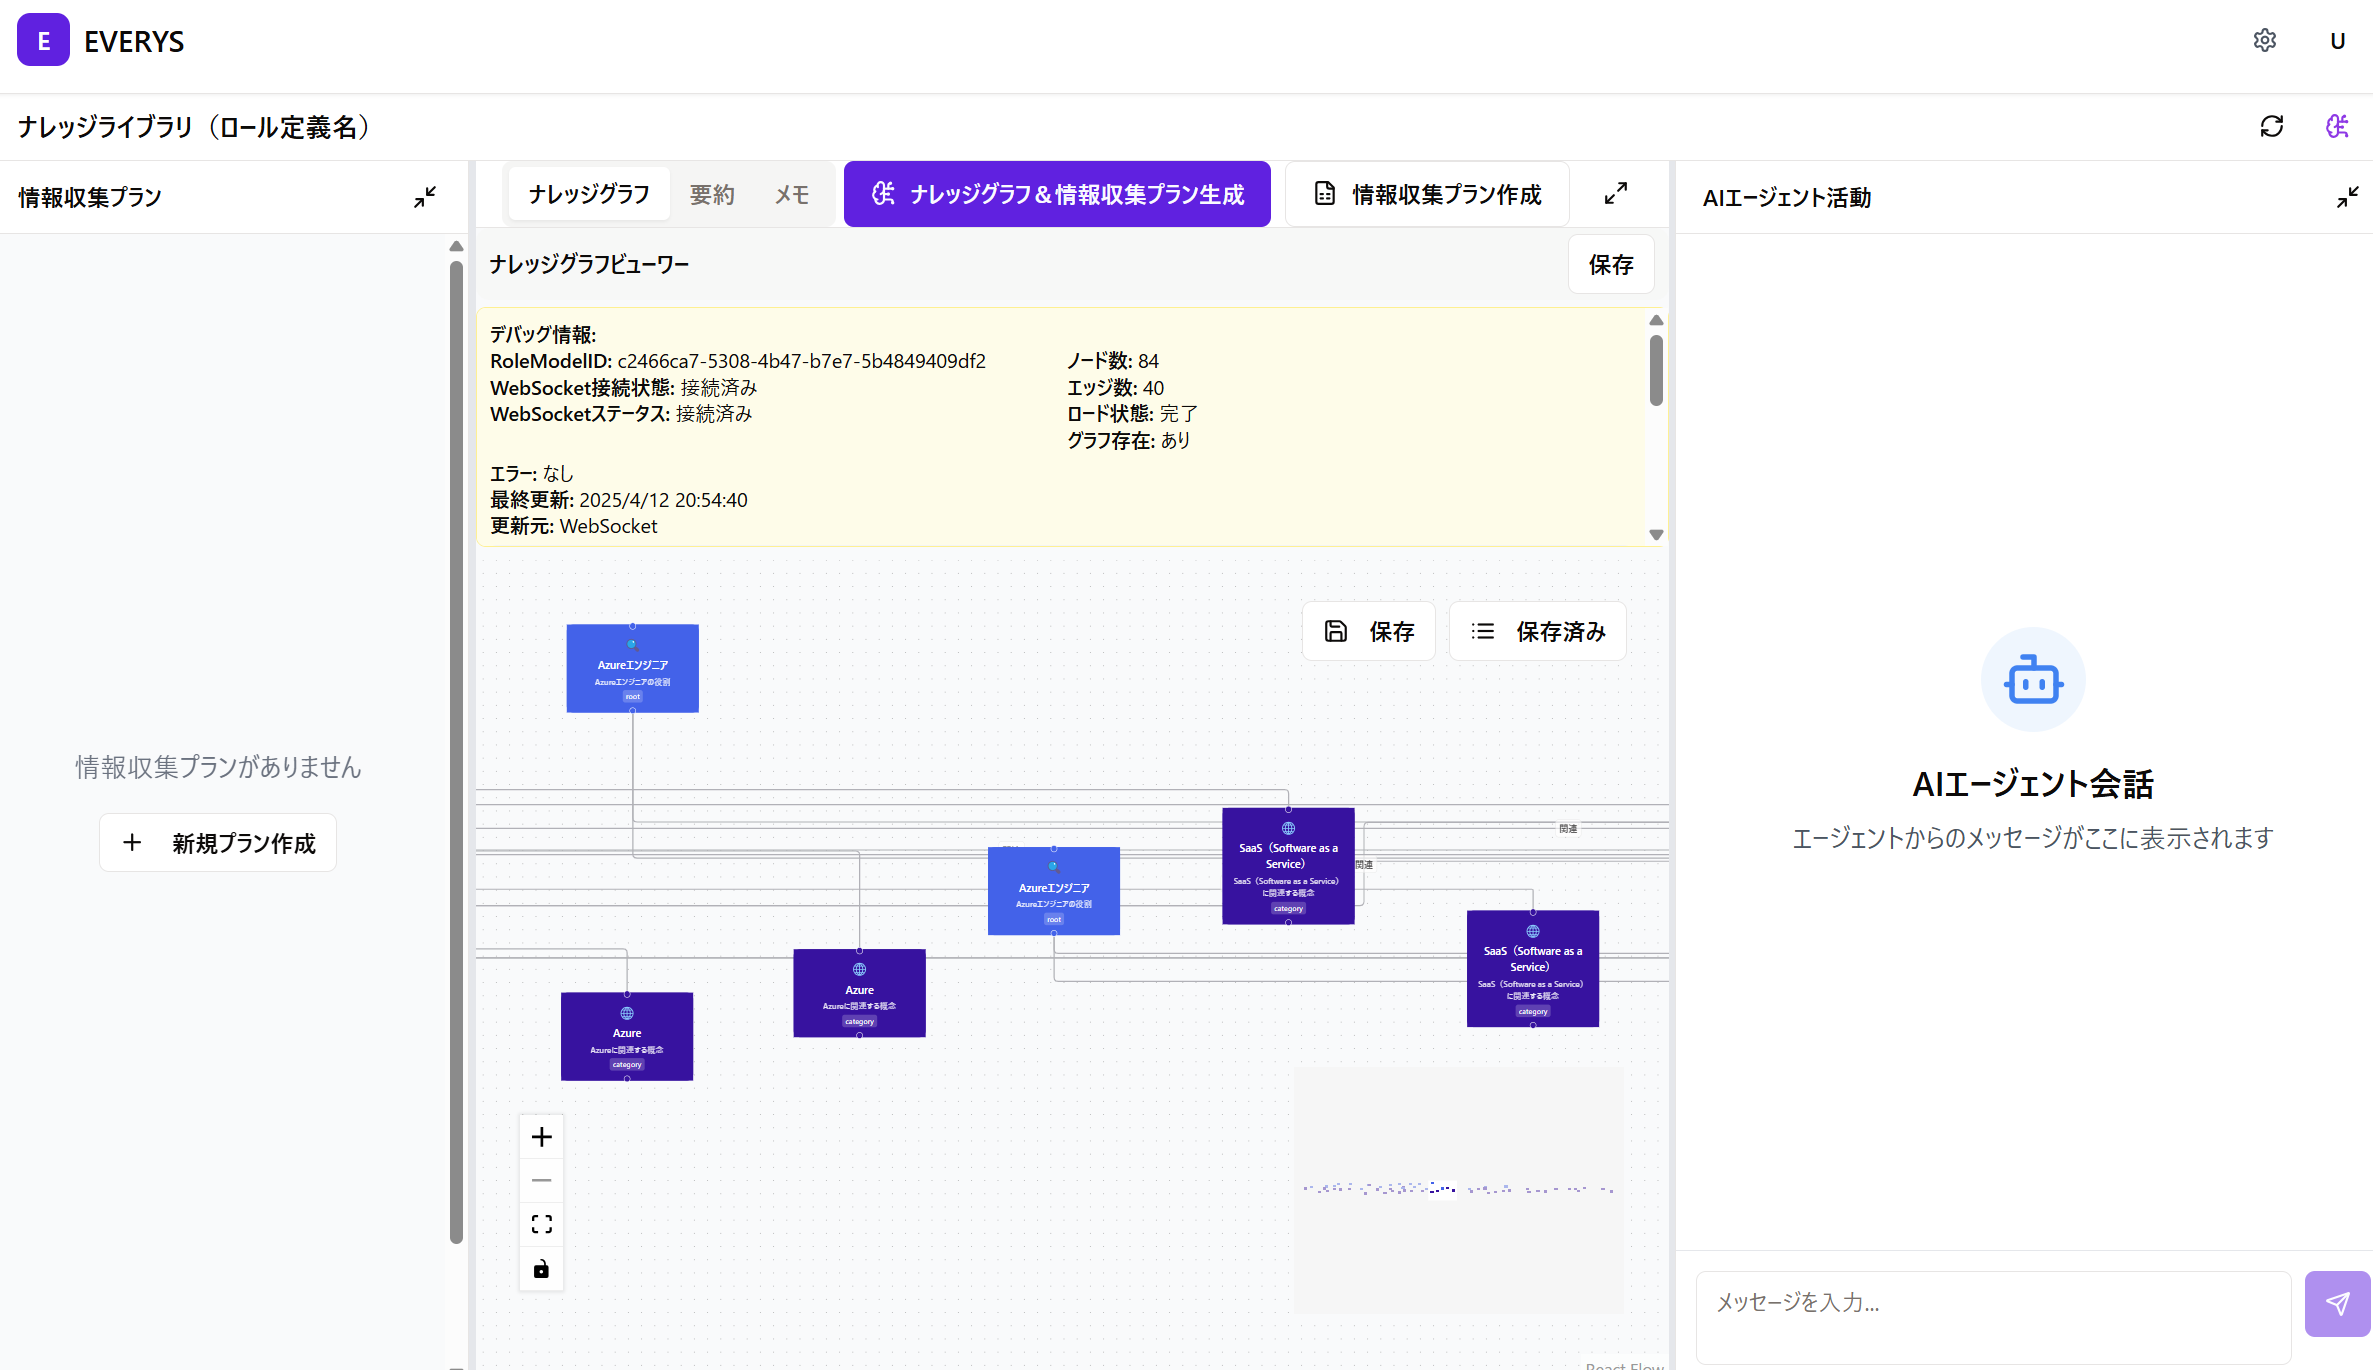 E EVERYS
U
ナレッジライブラリ（ロール定義名）
情報収集プラン
情報収集プランがありません
新規プラン作成
ナレッジグラフ 要約 メモ ナレッジグラフ＆情報収集プラン生成 情報収集プラン作成
ナレッジグラフビューワー 保存
デバッグ情報:
RoleModelID: c2466ca7-5308-4b47-b7e7-5b4849409df2
WebSocket接続状態: 接続済み
WebSocketステータス: 接続済み
ノード数: 84
エッジ数: 40
ロード状態: 完了
グラフ存在: あり
エラー: なし
最終更新: 2025/4/12 20:54:40
更新元: WebSocket
保存 保存済み
Azureエンジニア
Azureエンジニアの役割
root
関連
関連
SaaS（Software as a
Service）
SaaS（Software as a Service）
に関連する概念
category
Azureエンジニア
Azureエンジニアの役割
root
SaaS（Software as a
Service）
SaaS（Software as a Service）
に関連する概念
category
Azure
Azureに関連する概念
category
Azure
Azureに関連する概念
category
React Flow
AIエージェント活動
AIエージェント会話
エージェントからのメッセージがここに表示されます
メッセージを入力...